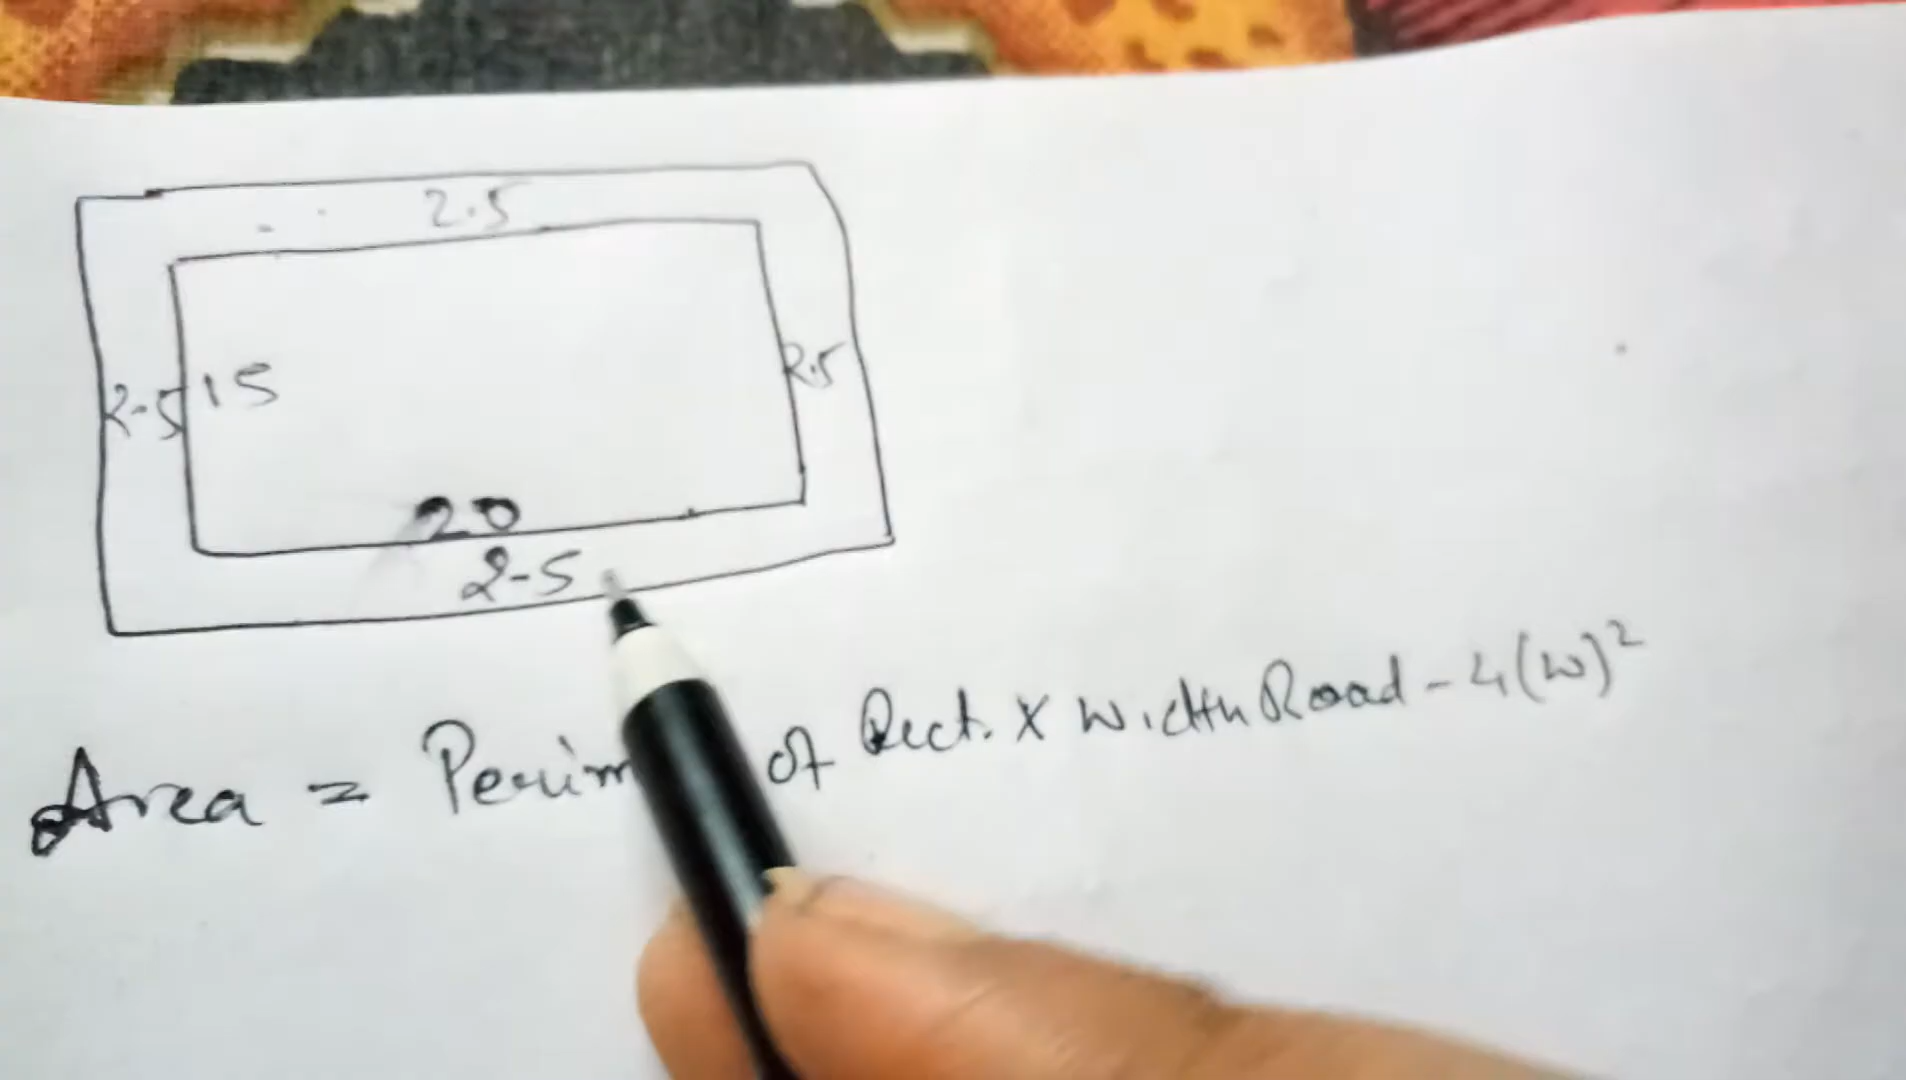 2.5
2-5 15 2.5
20
2-5
Area = Perim of Rect. X Width Road - 4(W)²